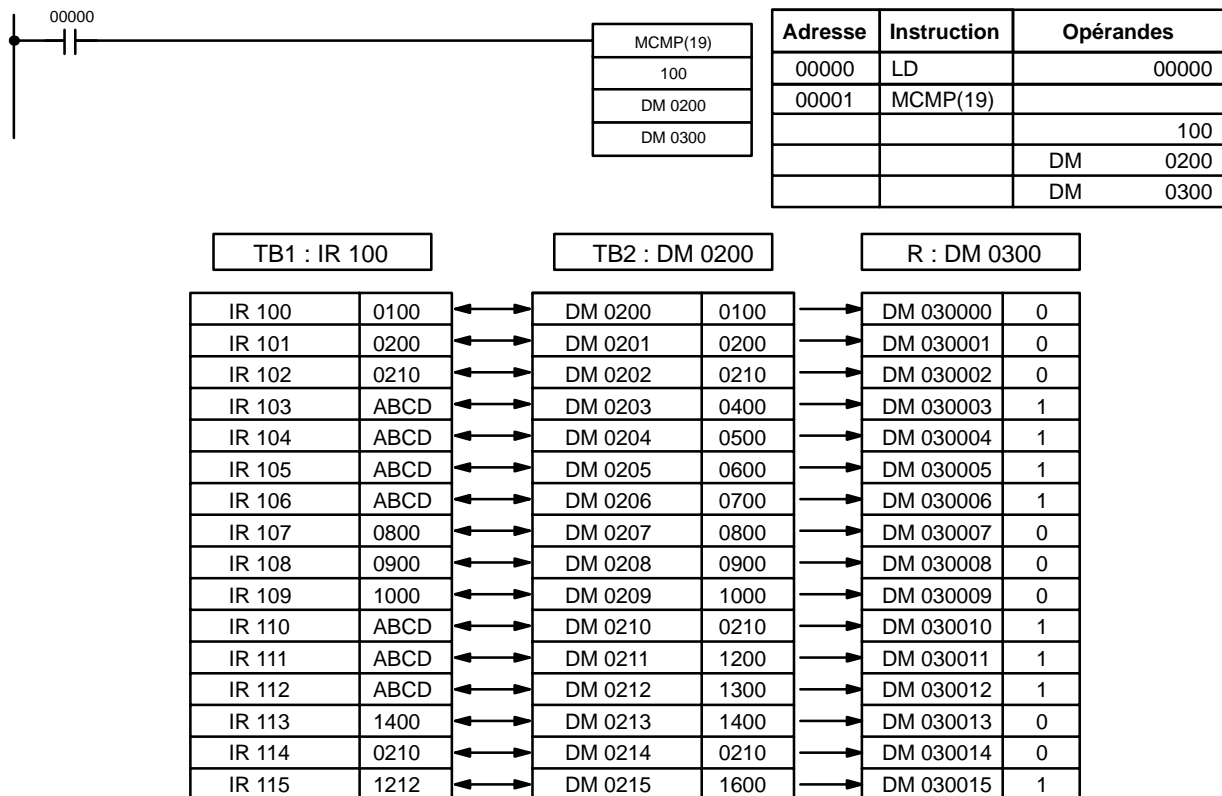 00000
MCMP(19)
100
DM 0200
DM 0300
Adresse Instruction Opérandes
00000 LD 00000
00001 MCMP(19)
100
DM 0200
DM 0300
TB1 : IR 100 TB2 : DM 0200 R : DM 0300
IR 100 0100 DM 0200 0100 DM 030000 0
IR 101 0200 DM 0201 0200 DM 030001 0
IR 102 0210 DM 0202 0210 DM 030002 0
IR 103 ABCD DM 0203 0400 DM 030003 1
IR 104 ABCD DM 0204 0500 DM 030004 1
IR 105 ABCD DM 0205 0600 DM 030005 1
IR 106 ABCD DM 0206 0700 DM 030006 1
IR 107 0800 DM 0207 0800 DM 030007 0
IR 108 0900 DM 0208 0900 DM 030008 0
IR 109 1000 DM 0209 1000 DM 030009 0
IR 110 ABCD DM 0210 0210 DM 030010 1
IR 111 ABCD DM 0211 1200 DM 030011 1
IR 112 ABCD DM 0212 1300 DM 030012 1
IR 113 1400 DM 0213 1400 DM 030013 0
IR 114 0210 DM 0214 0210 DM 030014 0
IR 115 1212 DM 0215 1600 DM 030015 1